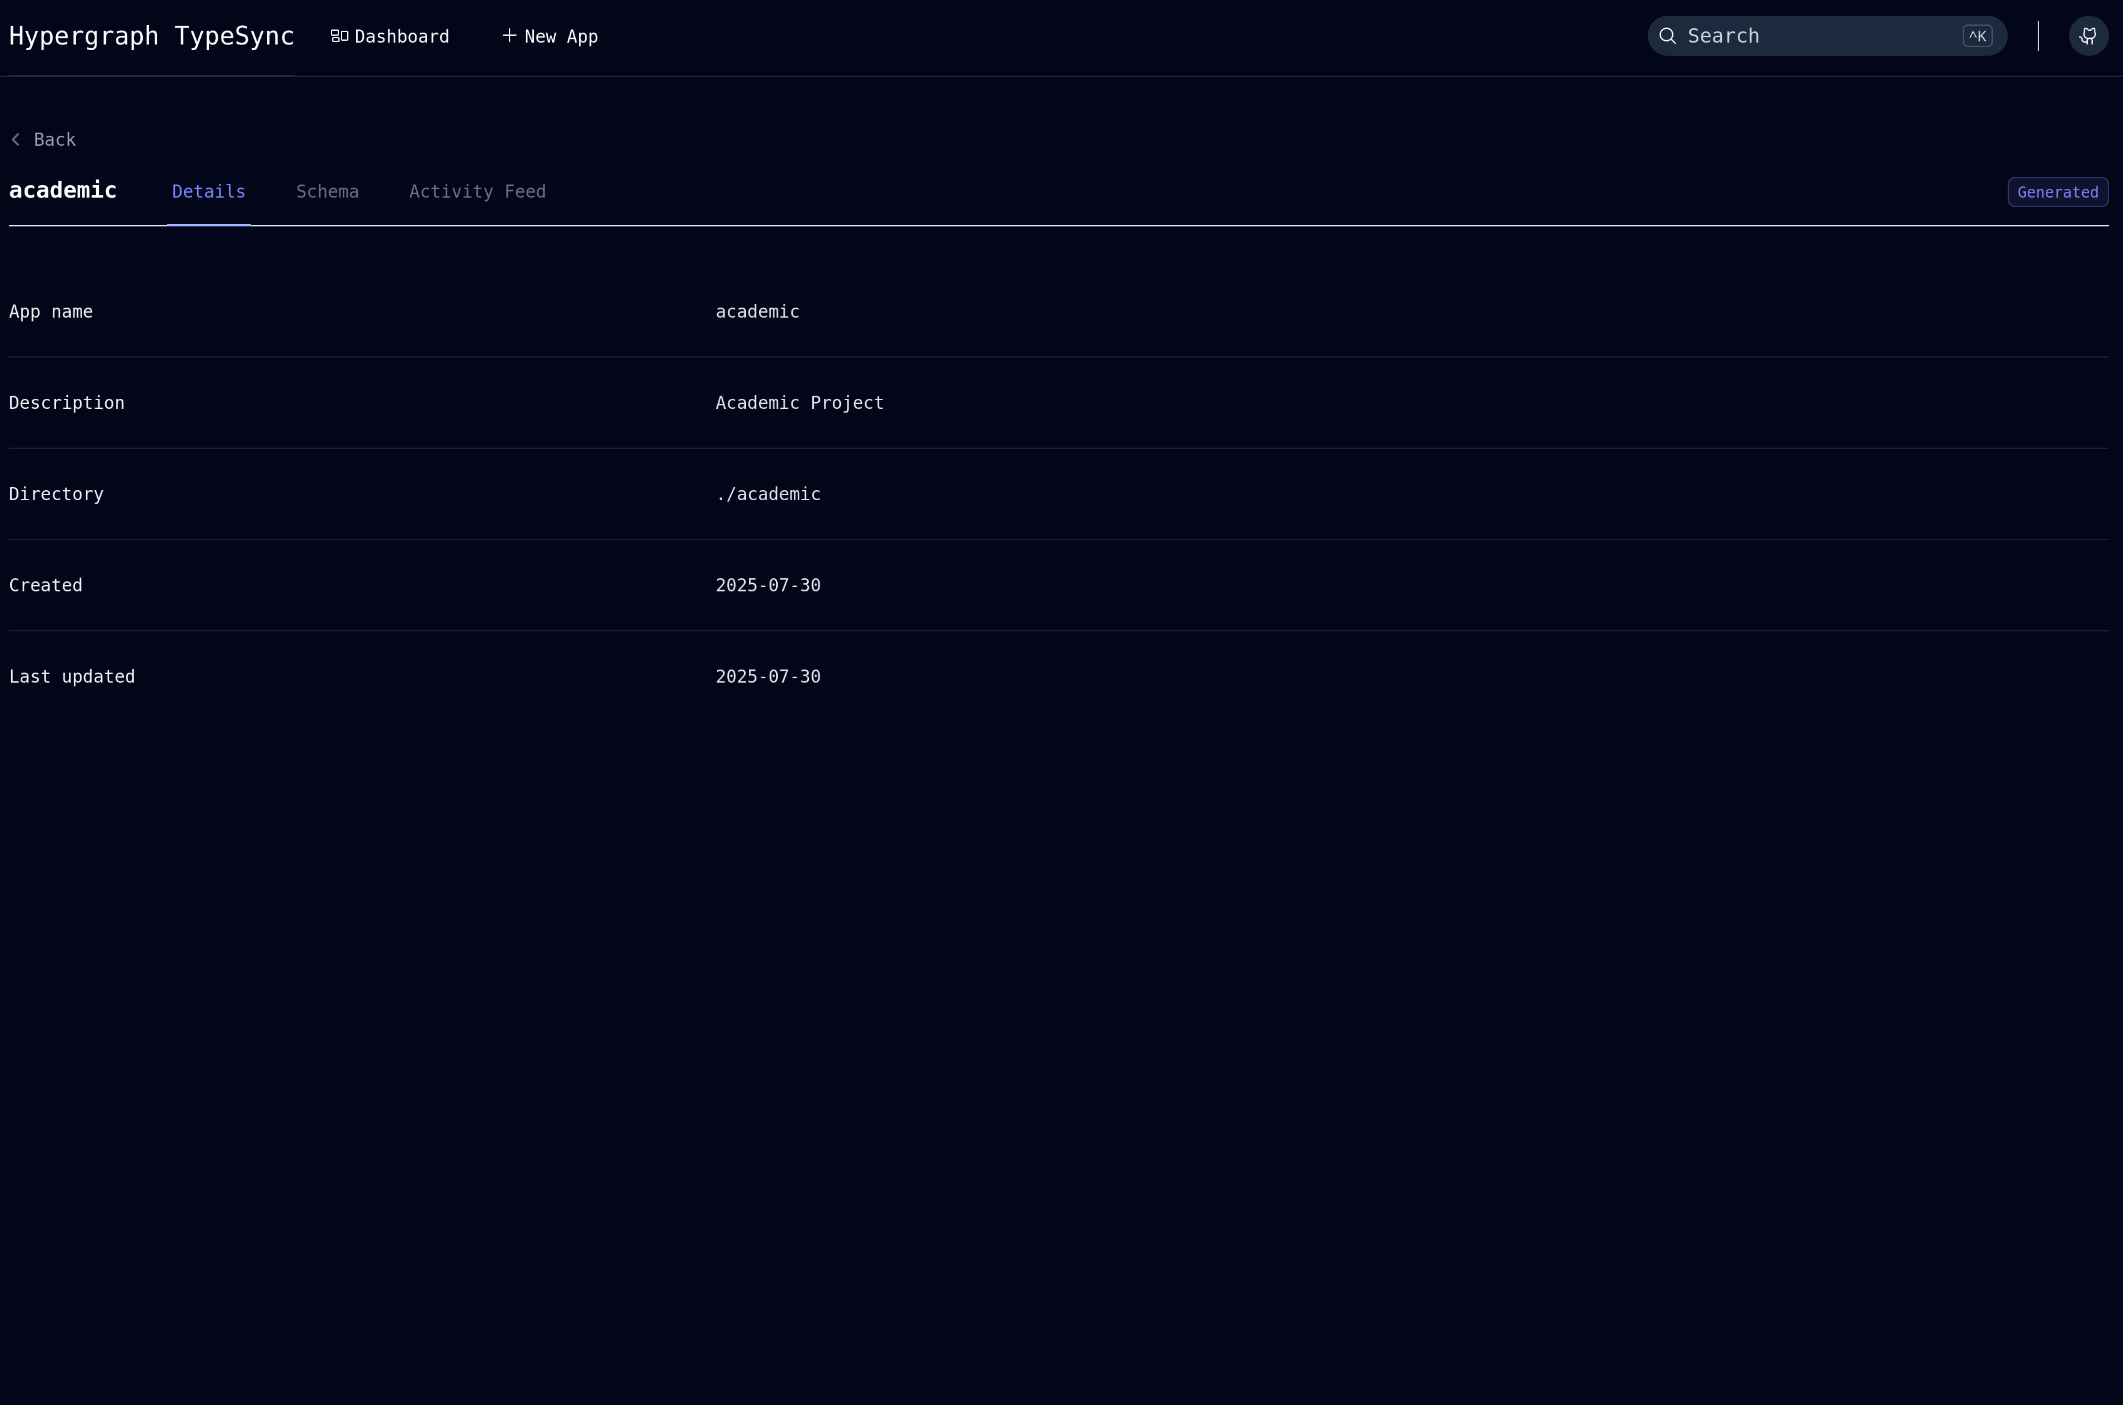 Hypergraph TypeSync Dashboard New App Search ^K
Back
academic Details Schema Activity Feed Generated
App name academic
Description Academic Project
Directory ./academic
Created 2025-07-30
Last updated 2025-07-30